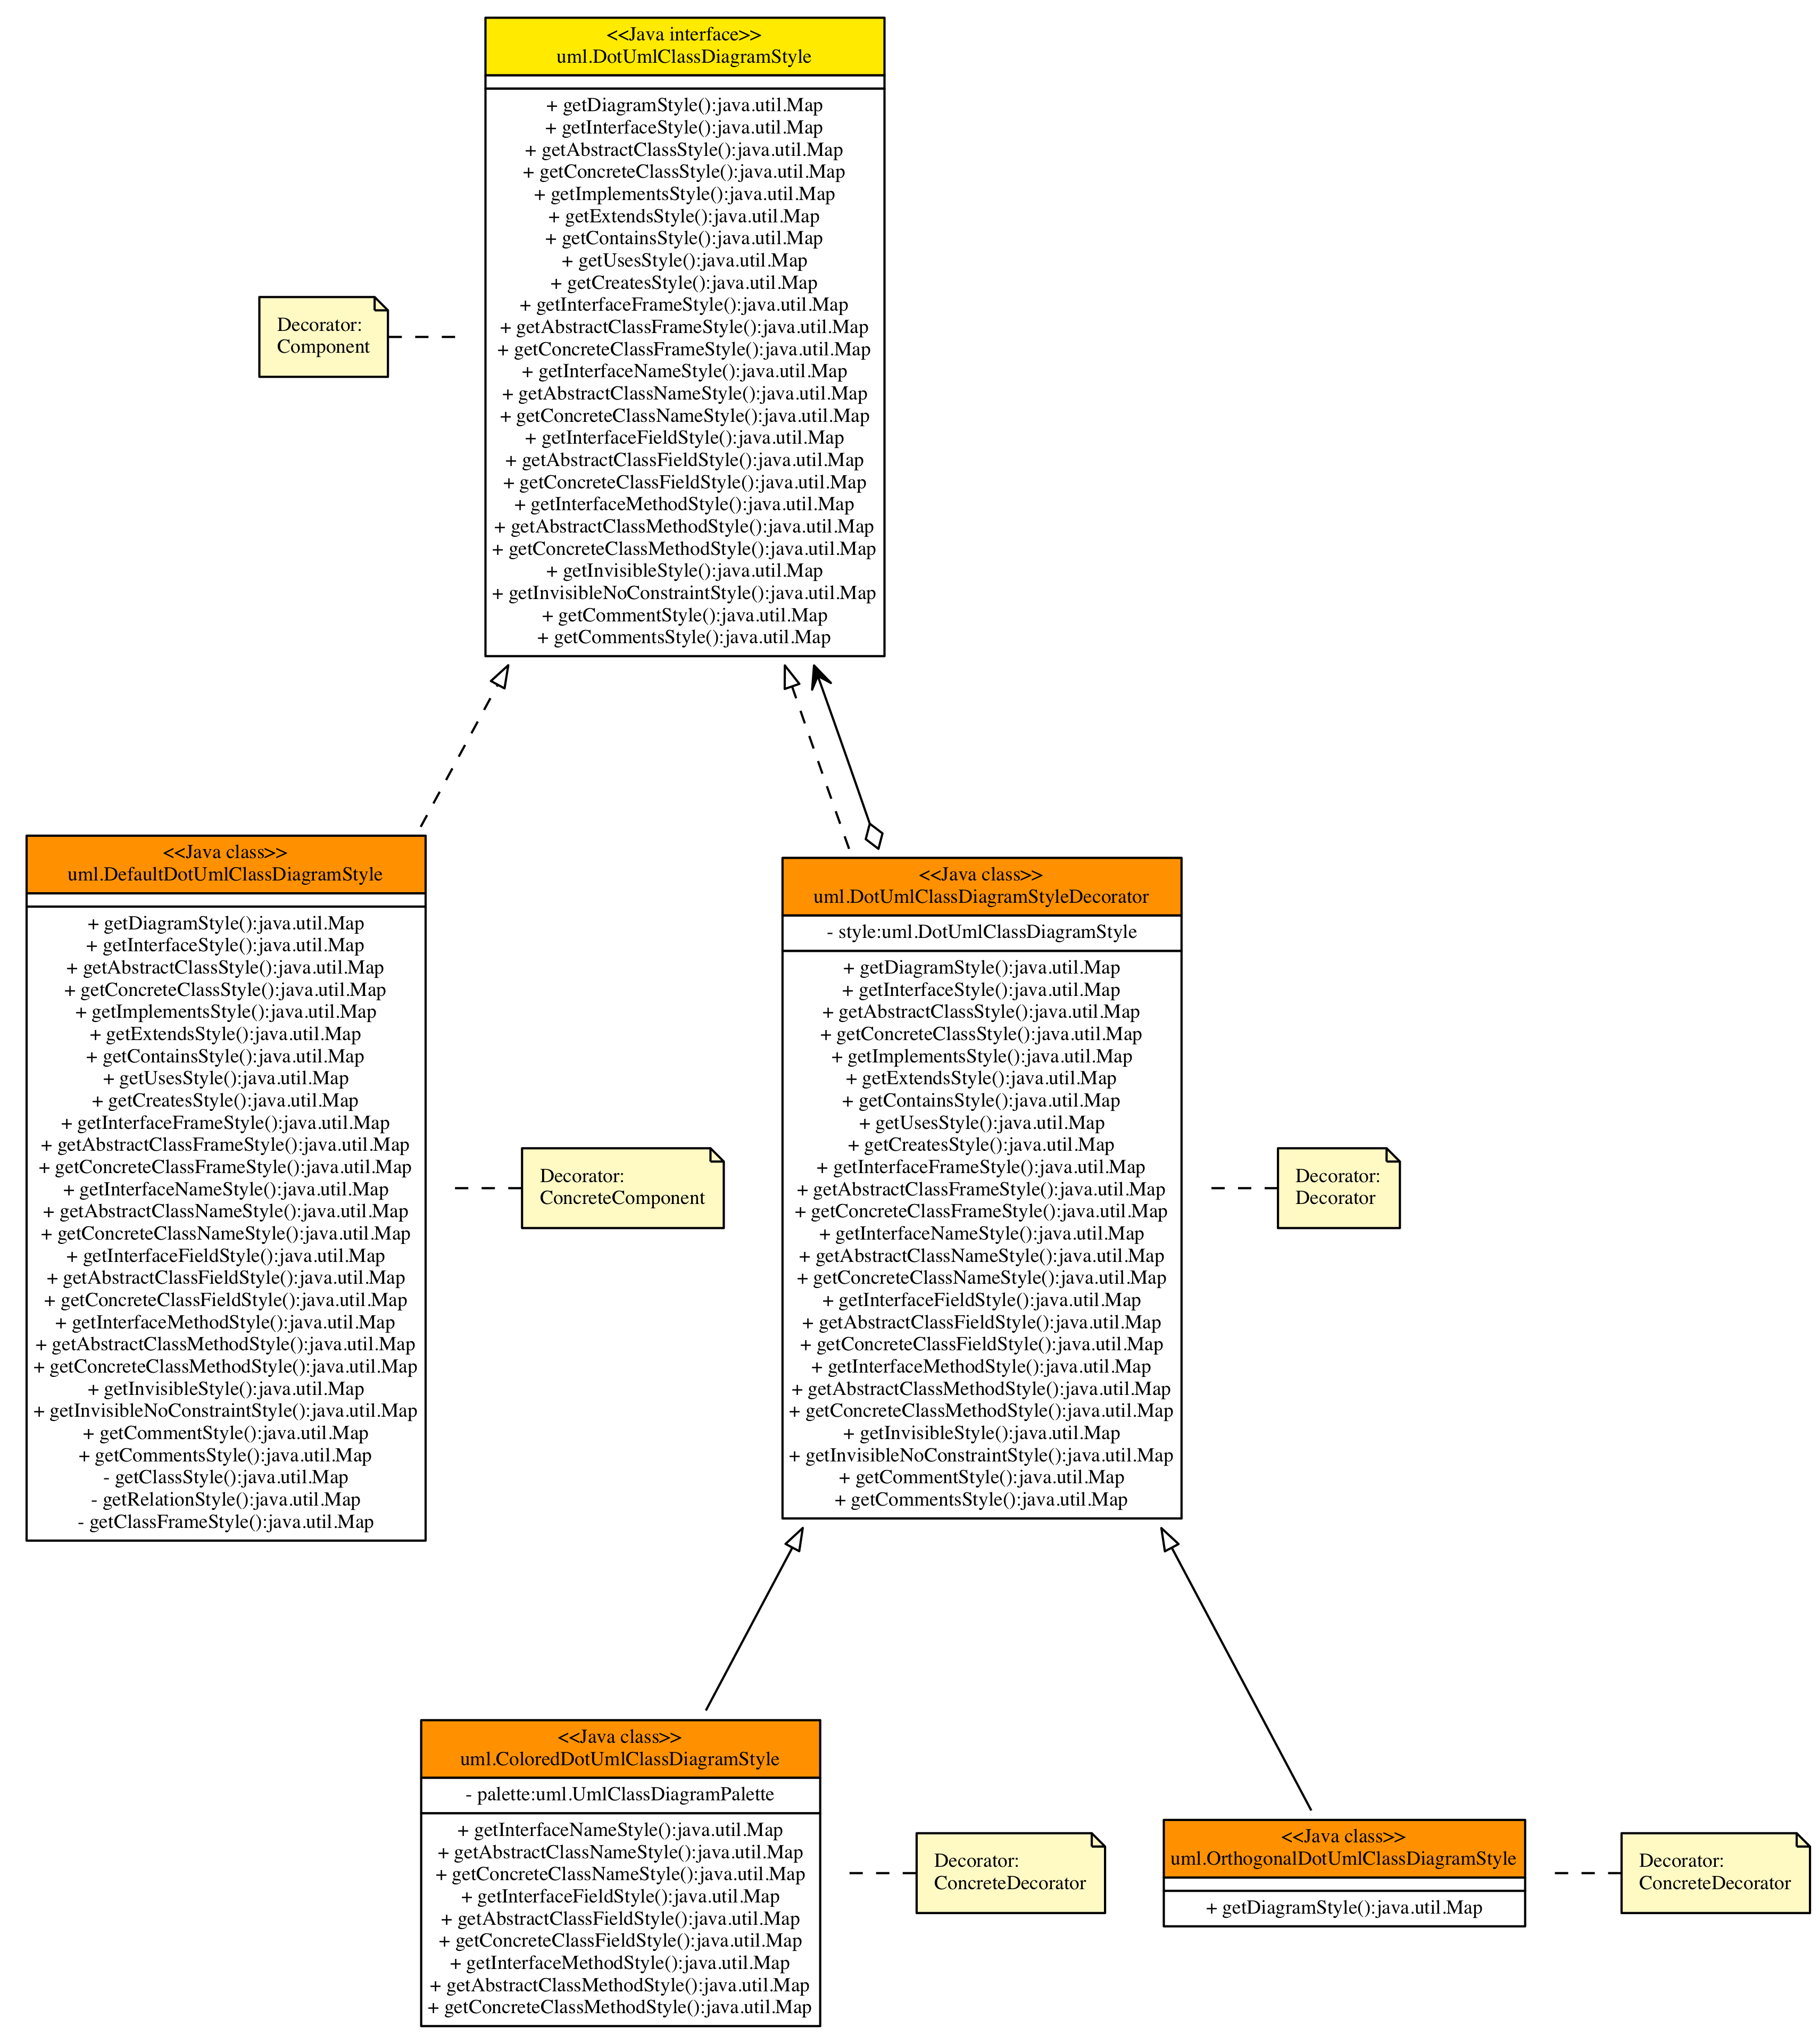 <<Java interface>>
uml.DotUmlClassDiagramStyle
+ getDiagramStyle():java.util.Map
+ getInterfaceStyle():java.util.Map
+ getAbstractClassStyle():java.util.Map
+ getConcreteClassStyle():java.util.Map
+ getImplementsStyle():java.util.Map
+ getExtendsStyle():java.util.Map
+ getContainsStyle():java.util.Map
+ getUsesStyle():java.util.Map
+ getCreatesStyle():java.util.Map
+ getInterfaceFrameStyle():java.util.Map
+ getAbstractClassFrameStyle():java.util.Map
+ getConcreteClassFrameStyle():java.util.Map
+ getInterfaceNameStyle():java.util.Map
+ getAbstractClassNameStyle():java.util.Map
+ getConcreteClassNameStyle():java.util.Map
+ getInterfaceFieldStyle():java.util.Map
+ getAbstractClassFieldStyle():java.util.Map
+ getConcreteClassFieldStyle():java.util.Map
+ getInterfaceMethodStyle():java.util.Map
+ getAbstractClassMethodStyle():java.util.Map
+ getConcreteClassMethodStyle():java.util.Map
+ getInvisibleStyle():java.util.Map
+ getInvisibleNoConstraintStyle():java.util.Map
+ getCommentStyle():java.util.Map
+ getCommentsStyle():java.util.Map
Decorator:
Component
<<Java class>>
uml.DefaultDotUmlClassDiagramStyle
+ getDiagramStyle():java.util.Map
+ getInterfaceStyle():java.util.Map
+ getAbstractClassStyle():java.util.Map
+ getConcreteClassStyle():java.util.Map
+ getImplementsStyle():java.util.Map
+ getExtendsStyle():java.util.Map
+ getContainsStyle():java.util.Map
+ getUsesStyle():java.util.Map
+ getCreatesStyle():java.util.Map
+ getInterfaceFrameStyle():java.util.Map
+ getAbstractClassFrameStyle():java.util.Map
+ getConcreteClassFrameStyle():java.util.Map
+ getInterfaceNameStyle():java.util.Map
+ getAbstractClassNameStyle():java.util.Map
+ getConcreteClassNameStyle():java.util.Map
+ getInterfaceFieldStyle():java.util.Map
+ getAbstractClassFieldStyle():java.util.Map
+ getConcreteClassFieldStyle():java.util.Map
+ getInterfaceMethodStyle():java.util.Map
+ getAbstractClassMethodStyle():java.util.Map
+ getConcreteClassMethodStyle():java.util.Map
+ getInvisibleStyle():java.util.Map
+ getInvisibleNoConstraintStyle():java.util.Map
+ getCommentStyle():java.util.Map
+ getCommentsStyle():java.util.Map
- getClassStyle():java.util.Map
- getRelationStyle():java.util.Map
- getClassFrameStyle():java.util.Map
Decorator:
ConcreteComponent
<<Java class>>
uml.DotUmlClassDiagramStyleDecorator
- style:uml.DotUmlClassDiagramStyle
+ getDiagramStyle():java.util.Map
+ getInterfaceStyle():java.util.Map
+ getAbstractClassStyle():java.util.Map
+ getConcreteClassStyle():java.util.Map
+ getImplementsStyle():java.util.Map
+ getExtendsStyle():java.util.Map
+ getContainsStyle():java.util.Map
+ getUsesStyle():java.util.Map
+ getCreatesStyle():java.util.Map
+ getInterfaceFrameStyle():java.util.Map
+ getAbstractClassFrameStyle():java.util.Map
+ getConcreteClassFrameStyle():java.util.Map
+ getInterfaceNameStyle():java.util.Map
+ getAbstractClassNameStyle():java.util.Map
+ getConcreteClassNameStyle():java.util.Map
+ getInterfaceFieldStyle():java.util.Map
+ getAbstractClassFieldStyle():java.util.Map
+ getConcreteClassFieldStyle():java.util.Map
+ getInterfaceMethodStyle():java.util.Map
+ getAbstractClassMethodStyle():java.util.Map
+ getConcreteClassMethodStyle():java.util.Map
+ getInvisibleStyle():java.util.Map
+ getInvisibleNoConstraintStyle():java.util.Map
+ getCommentStyle():java.util.Map
+ getCommentsStyle():java.util.Map
Decorator:
Decorator
<<Java class>>
uml.ColoredDotUmlClassDiagramStyle
- palette:uml.UmlClassDiagramPalette
+ getInterfaceNameStyle():java.util.Map
+ getAbstractClassNameStyle():java.util.Map
+ getConcreteClassNameStyle():java.util.Map
+ getInterfaceFieldStyle():java.util.Map
+ getAbstractClassFieldStyle():java.util.Map
+ getConcreteClassFieldStyle():java.util.Map
+ getInterfaceMethodStyle():java.util.Map
+ getAbstractClassMethodStyle():java.util.Map
+ getConcreteClassMethodStyle():java.util.Map
Decorator:
ConcreteDecorator
<<Java class>>
uml.OrthogonalDotUmlClassDiagramStyle
+ getDiagramStyle():java.util.Map
Decorator:
ConcreteDecorator